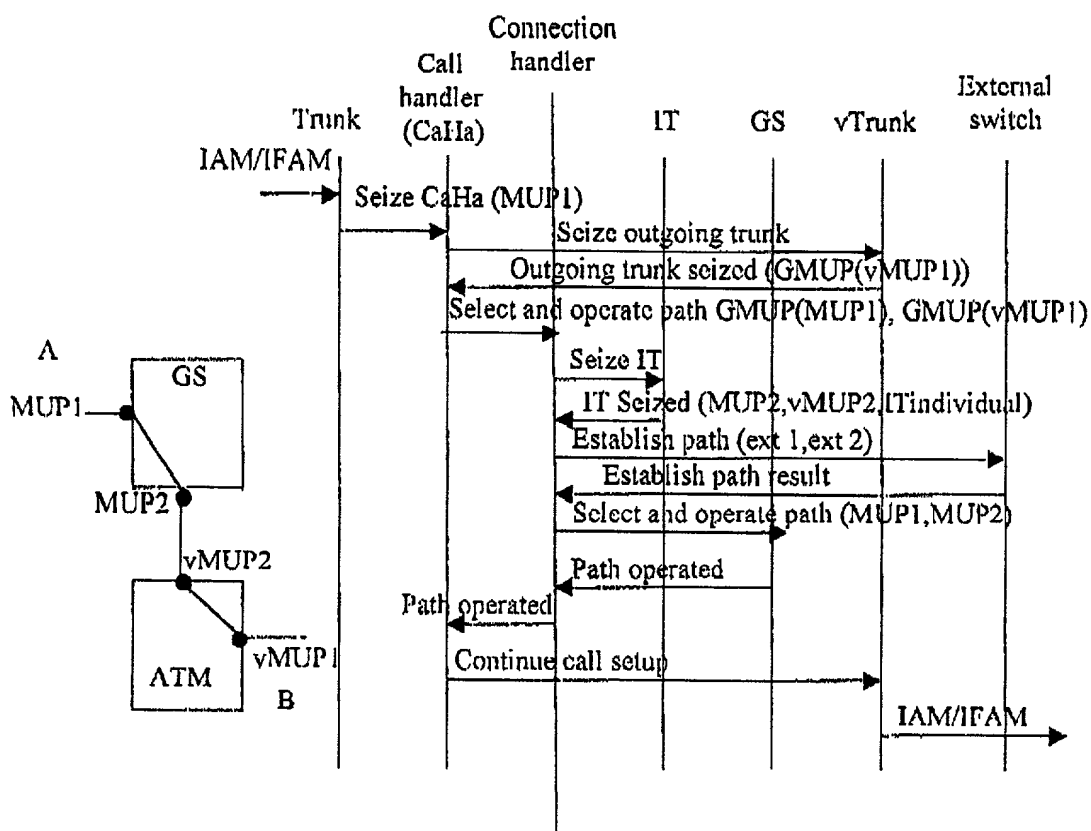 Connection
handler
Call
handler
(CaHa)
External
switch
Trunk
IT
GS
vTrunk
IAM/IFAM
Seize CaHa (MUP1)
Seize outgoing trunk
Outgoing trunk seized (GMUP(vMUP1))
Select and operate path GMUP(MUP1), GMUP(vMUP1)
Seize IT
IT Seized (MUP2,vMUP2,ITindividual)
Establish path (ext 1,ext 2)
Establish path result
Select and operate path (MUP1,MUP2)
Path operated
Path operated
Continue call setup
IAM/IFAM
A
GS
MUP1
MUP2
vMUP2
vMUP1
ATM
B